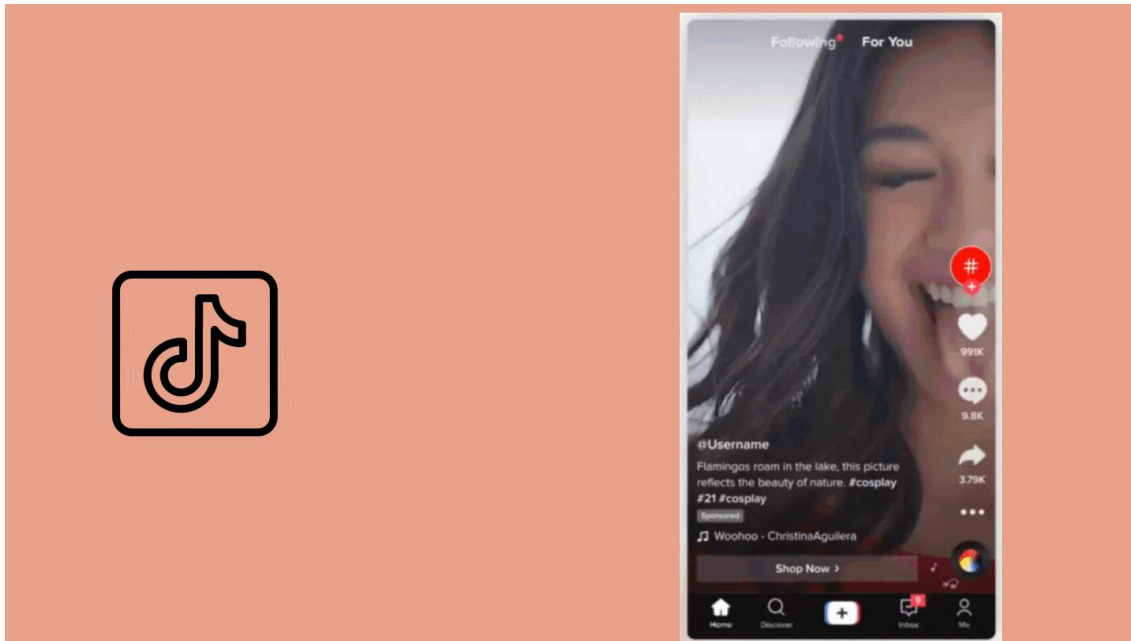 Following For You
#
991K
9.8K
3.79K
@Username
Flamingos roam in the lake, this picture
reflects the beauty of nature. #cosplay
#21 #cosplay
Sponsored
Woohoo - ChristinaAguilera
Shop Now >
9
Home Discover Inbox Me